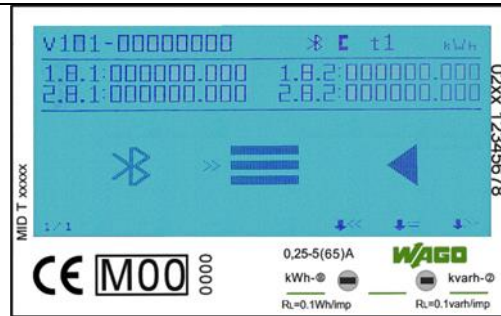 v101-00000000 C t1 kWh
1.8.1:000000.000 1.8.2:000000.000
2.8.1:000000.000 2.8.2:000000.000
»
1/1 << = >-
MID T xxxxx
02XX 12345678
CE M00 0000
0,25-5(65)A WAGO
kWh- kvarh-
RL=0.1Wh/imp RL=0.1varh/imp